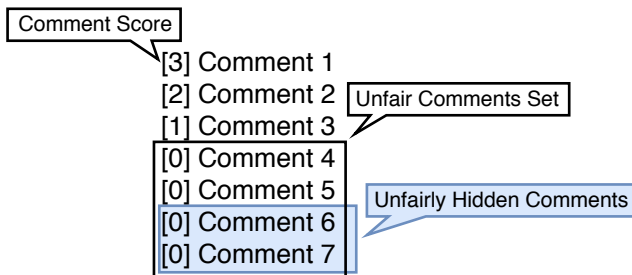 Comment Score
[3] Comment 1
[2] Comment 2
Unfair Comments Set
[1] Comment 3
[0] Comment 4
[0] Comment 5
Unfairly Hidden Comments
[0] Comment 6
[0] Comment 7